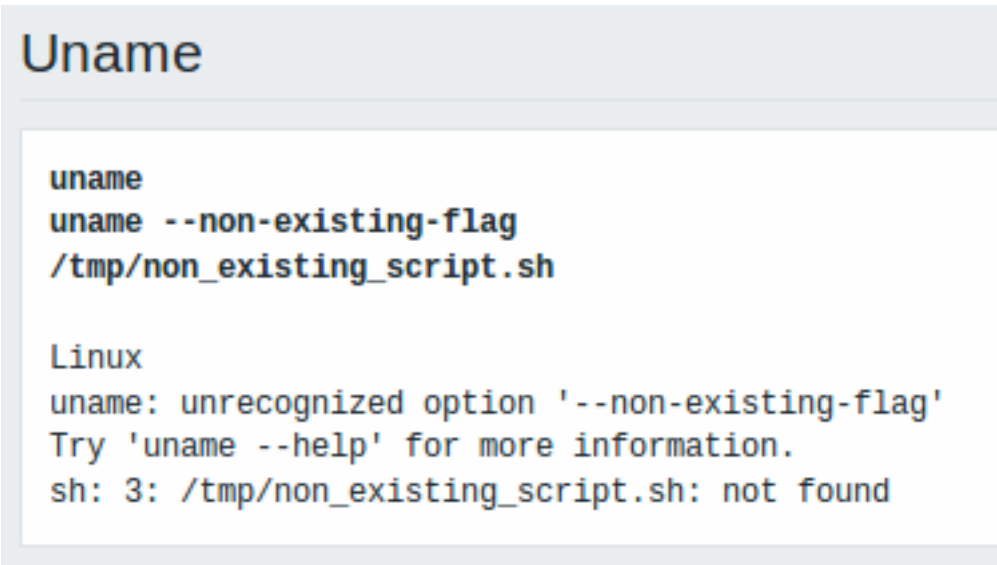 Uname
uname
uname --non-existing-flag
/tmp/non_existing_script.sh
Linux
uname: unrecognized option '--non-existing-flag'
Try 'uname --help' for more information.
sh: 3: /tmp/non_existing_script.sh: not found